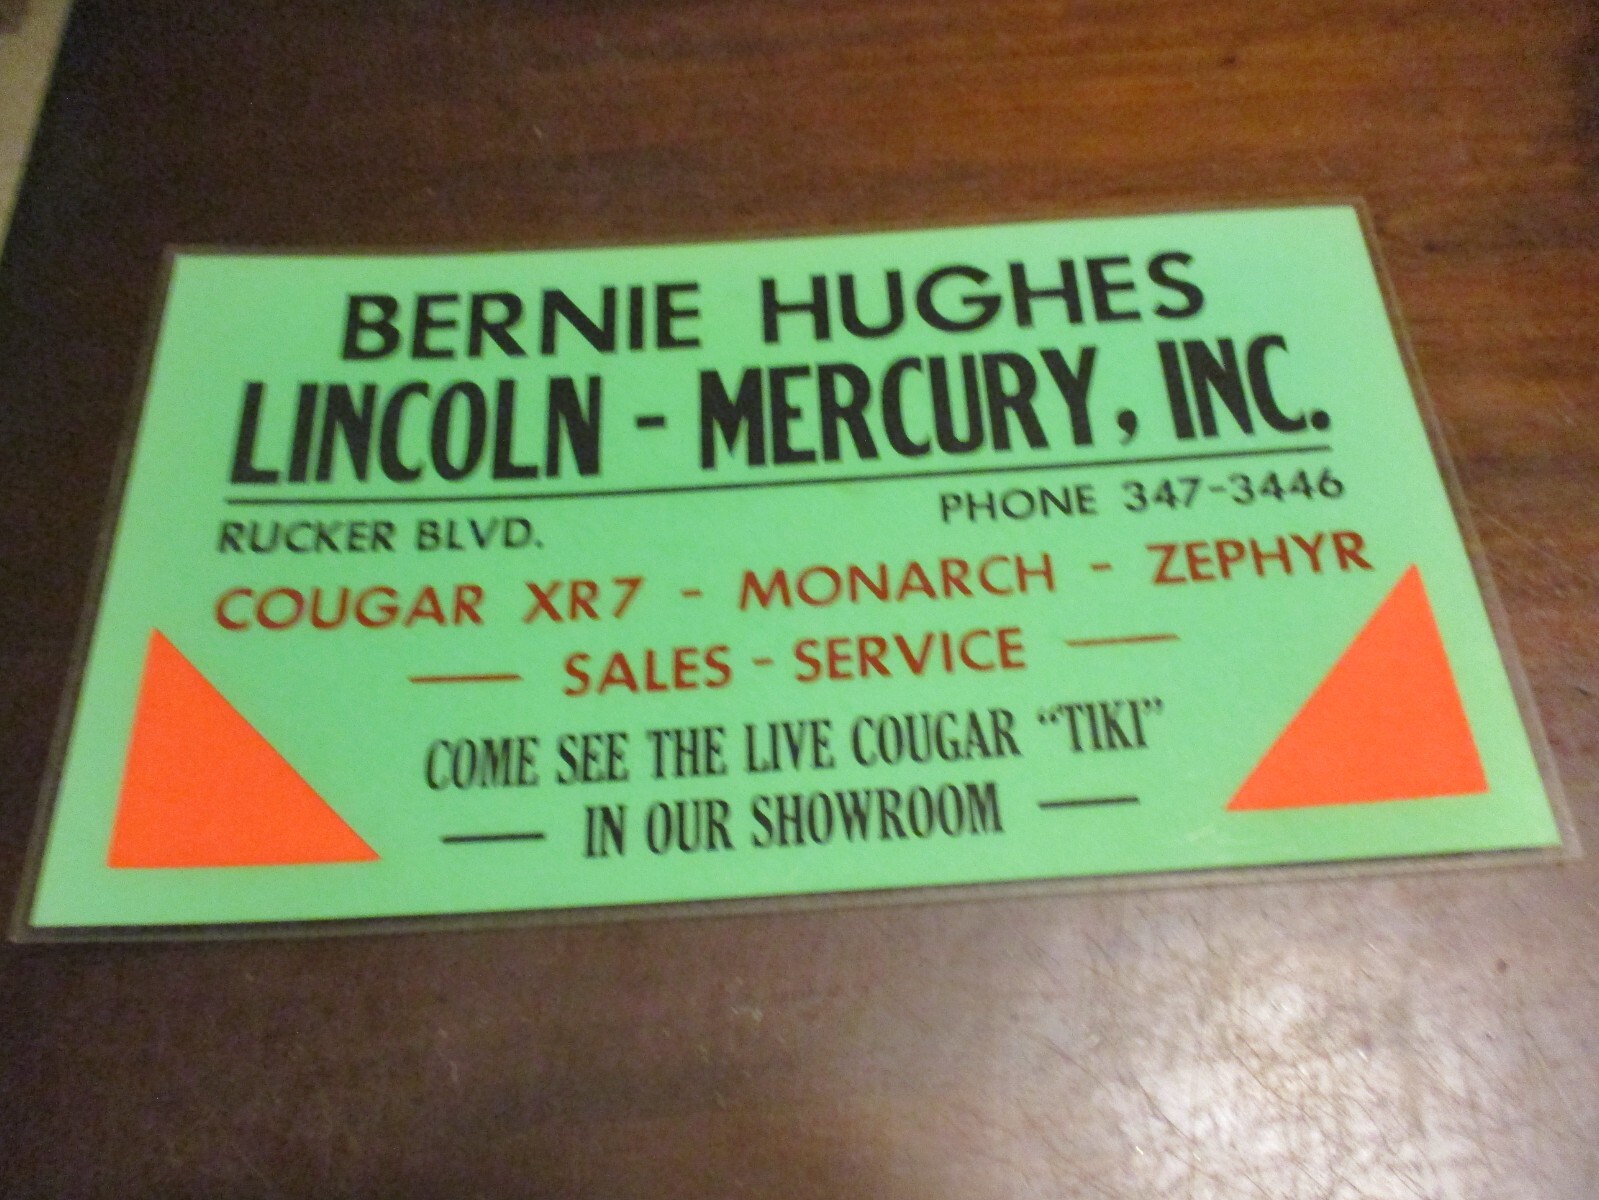 BERNIE HUGHES
LINCOLN - MERCURY, INC.
RUCKER BLVD. PHONE 347-3446
COUGAR XR7 - MONARCH - ZEPHYR
— SALES - SERVICE —
COME SEE THE LIVE COUGAR “TIKI”
— IN OUR SHOWROOM —